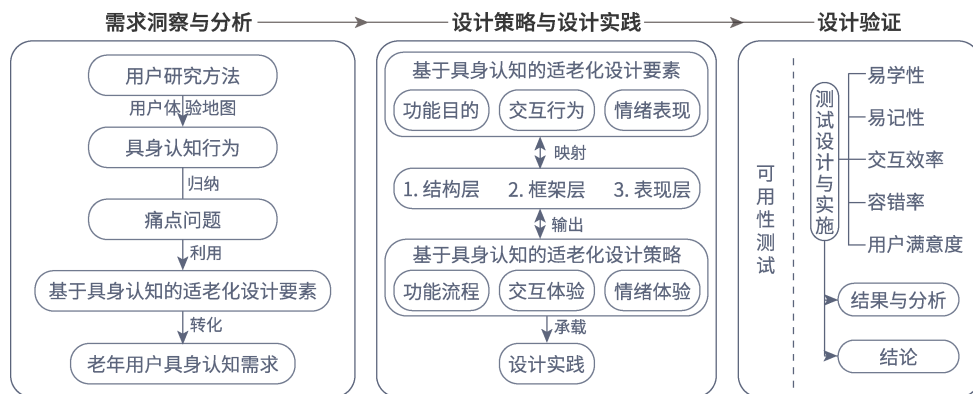 需求洞察与分析
设计策略与设计实践
设计验证
用户研究方法
用户体验地图
具身认知行为
归纳
痛点问题
利用
基于具身认知的适老化设计要素
转化
老年用户具身认知需求
基于具身认知的适老化设计要素
功能目的
交互行为
情绪表现
映射
1. 结构层
2. 框架层
3. 表现层
输出
基于具身认知的适老化设计策略
功能流程
交互体验
情绪体验
承载
设计实践
可用性测试
测试设计与实施
易学性
易记性
交互效率
容错率
用户满意度
结果与分析
结论